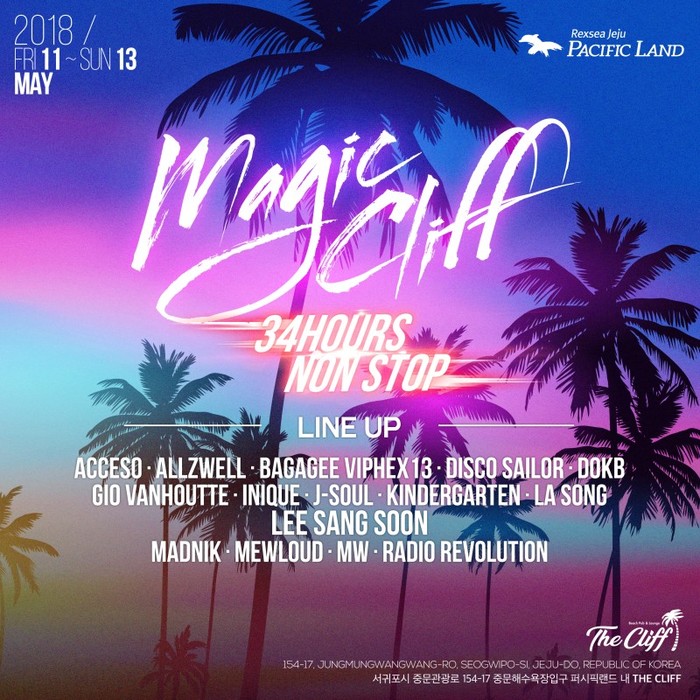 2018 /
FRI 11 ~ SUN 13
MAY
Rexsea Jeju
PACIFIC LAND
Magic
Cliff
34HOURS
NON STOP
LINE UP
ACCESO · ALLZWELL · BAGAGEE VIPHEX13 · DISCO SAILOR · DOKB
GIO VANHOUTTE · INIQUE · J-SOUL · KINDERGARTEN · LA SONG
LEE SANG SOON
MADNIK · MEWLOUD · MW · RADIO REVOLUTION
Beach Pub & Lounge
The Cliff
154-17, JUNGMUNGWANGWANG-RO, SEOGWIPO-SI, JEJU-DO, REPUBLIC OF KOREA
서귀포시 중문관광로 154-17 중문해수욕장입구 퍼시픽랜드 내 THE CLIFF